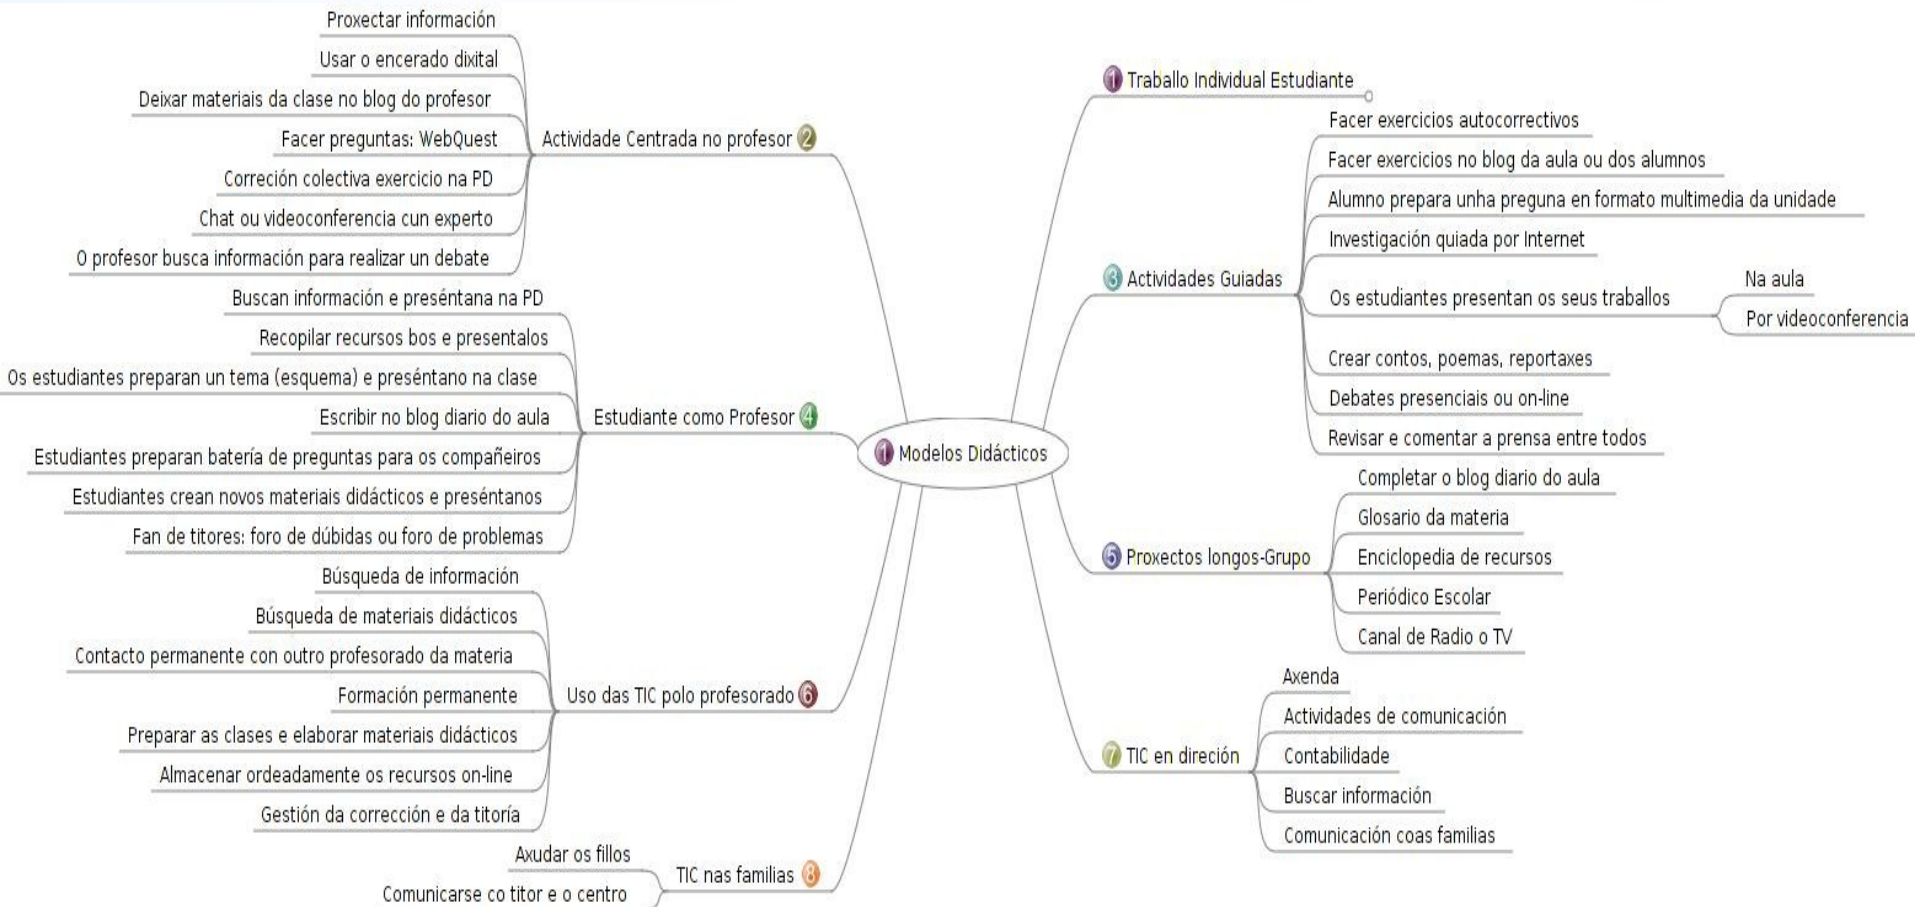 1 Modelos Didácticos
1 Traballo Individual Estudiante
Actividade Centrada no profesor 2
Proxectar información
Usar o encerado dixital
Deixar materiais da clase no blog do profesor
Facer preguntas: WebQuest
Correción colectiva exercicio na PD
Chat ou videoconferencia cun experto
O profesor busca información para realizar un debate
3 Actividades Guiadas
Facer exercicios autocorrectivos
Facer exercicios no blog da aula ou dos alumnos
Alumno prepara unha preguna en formato multimedia da unidade
Investigación quiada por Internet
Os estudiantes presentan os seus traballos
Na aula
Por videoconferencia
Crear contos, poemas, reportaxes
Debates presenciais ou on-line
Revisar e comentar a prensa entre todos
Estudiante como Profesor 4
Buscan información e preséntana na PD
Recopilar recursos bos e presentalos
Os estudiantes preparan un tema (esquema) e preséntano na clase
Escribir no blog diario do aula
Estudiantes preparan batería de preguntas para os compañeiros
Estudiantes crean novos materiais didácticos e preséntanos
Fan de titores: foro de dúbidas ou foro de problemas
5 Proxectos longos-Grupo
Completar o blog diario do aula
Glosario da materia
Enciclopedia de recursos
Periódico Escolar
Canal de Radio o TV
Uso das TIC polo profesorado 6
Búsqueda de información
Búsqueda de materiais didácticos
Contacto permanente con outro profesorado da materia
Formación permanente
Preparar as clases e elaborar materiais didácticos
Almacenar ordeadamente os recursos on-line
Gestión da corrección e da titoría
7 TIC en direción
Axenda
Actividades de comunicación
Contabilidade
Buscar información
Comunicación coas familias
TIC nas familias 8
Axudar os fillos
Comunicarse co titor e o centro